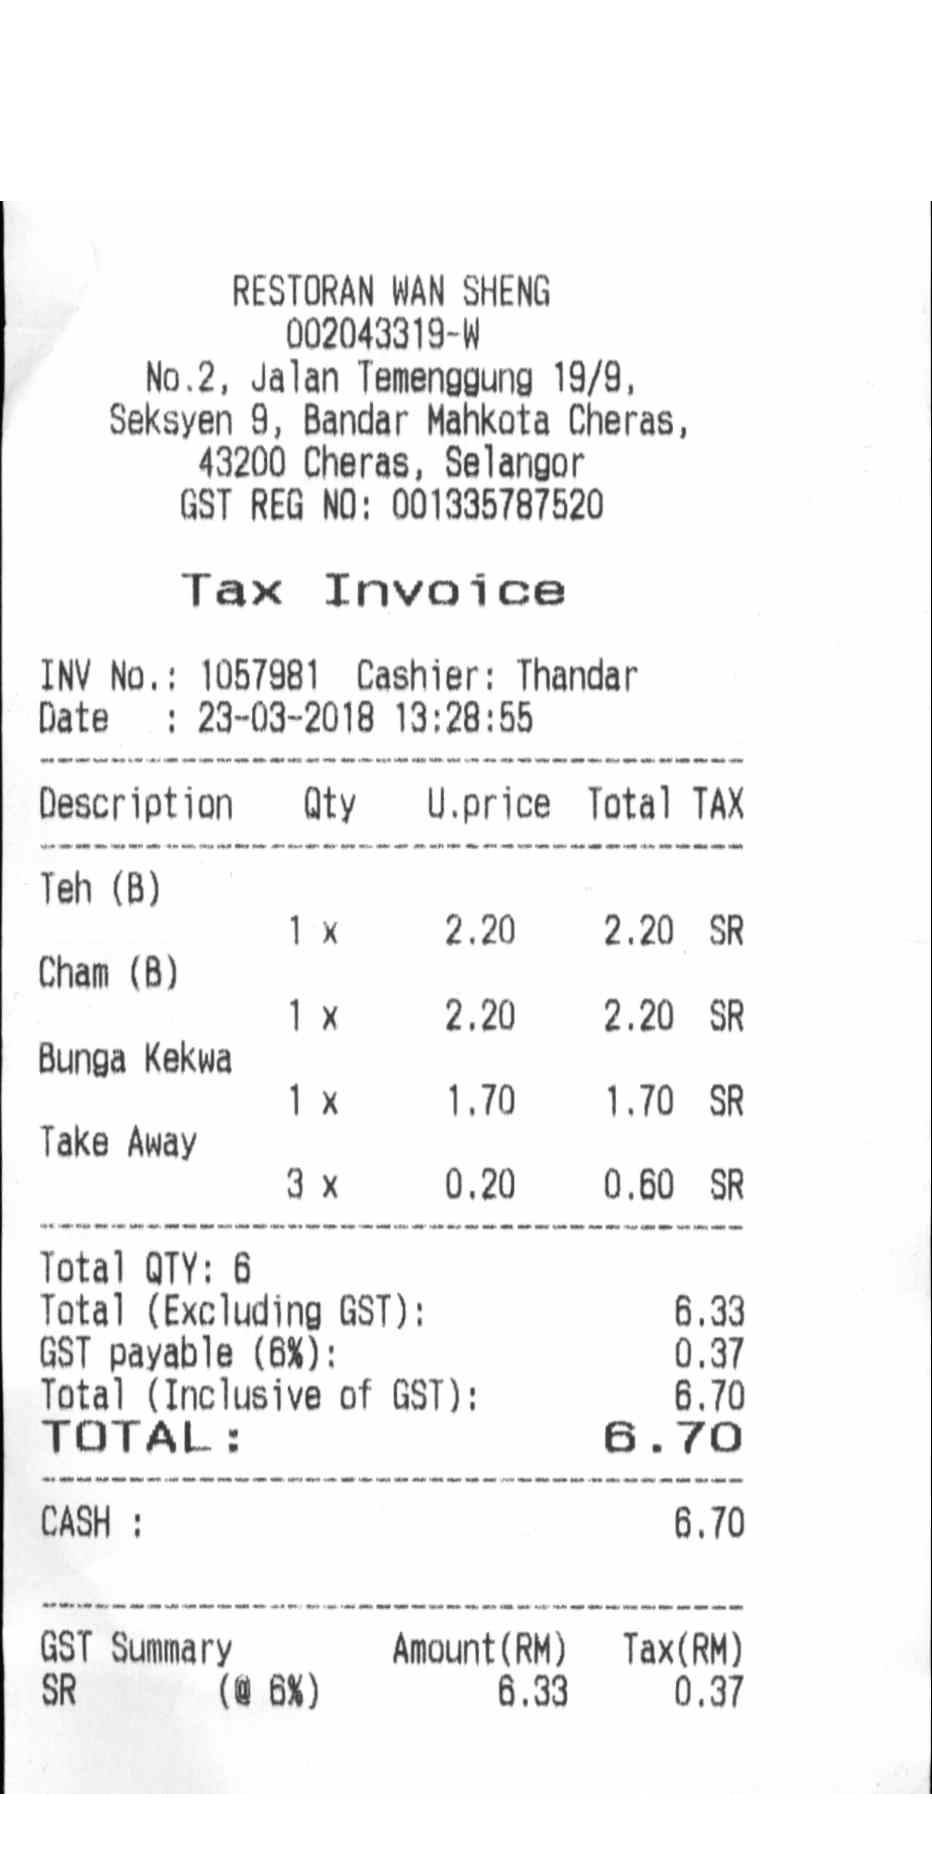 RESTORAN WAN SHENG
002043319-W
No.2, Jalan Temenggung 19/9,
Seksyen 9, Bandar Mahkota Cheras,
43200 Cheras, Selangor
GST REG NO: 001335787520
Tax Invoice
INV No.: 1057981 Cashier: Thandar
Date : 23-03-2018 13:28:55
Description Qty U.price Total TAX
Teh (B)
1 x 2.20 2.20 SR
Cham (B)
1 x 2.20 2.20 SR
Bunga Kekwa
1 x 1.70 1.70 SR
Take Away
3 x 0.20 0.60 SR
Total QTY: 6
Total (Excluding GST): 6.33
GST payable (6%): 0.37
Total (Inclusive of GST): 6.70
TOTAL: 6.70
CASH : 6.70
GST Summary Amount(RM) Tax(RM)
SR (@ 6%) 6.33 0.37